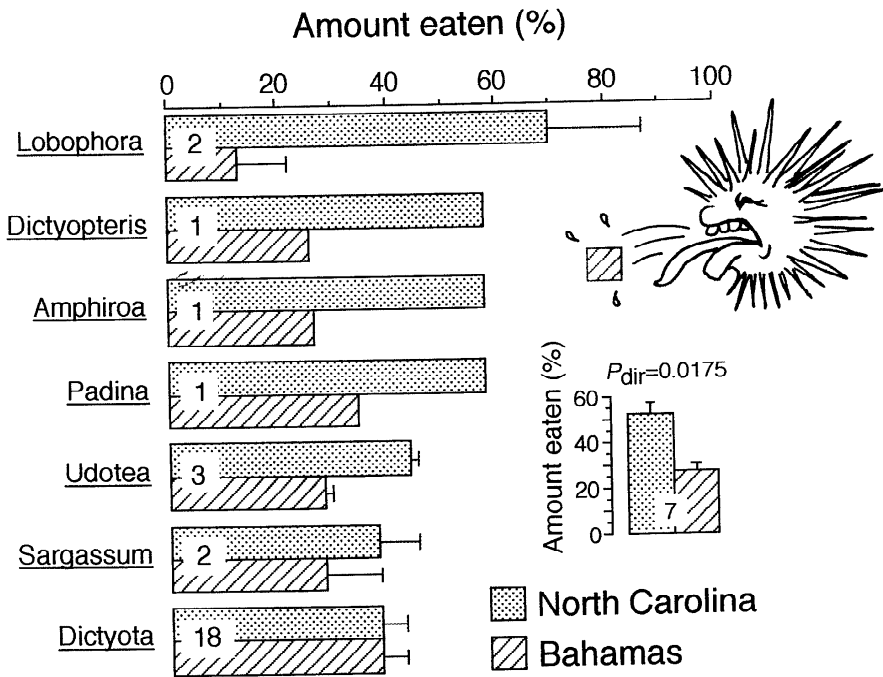 Amount eaten (%)
0 20 40 60 80 100
Lobophora 2
Dictyopteris 1
Amphiroa 1
Padina 1
Udotea 3
Sargassum 2
Dictyota 18
Pdir=0.0175
Amount eaten (%)
60
40
20
0
7
North Carolina
Bahamas